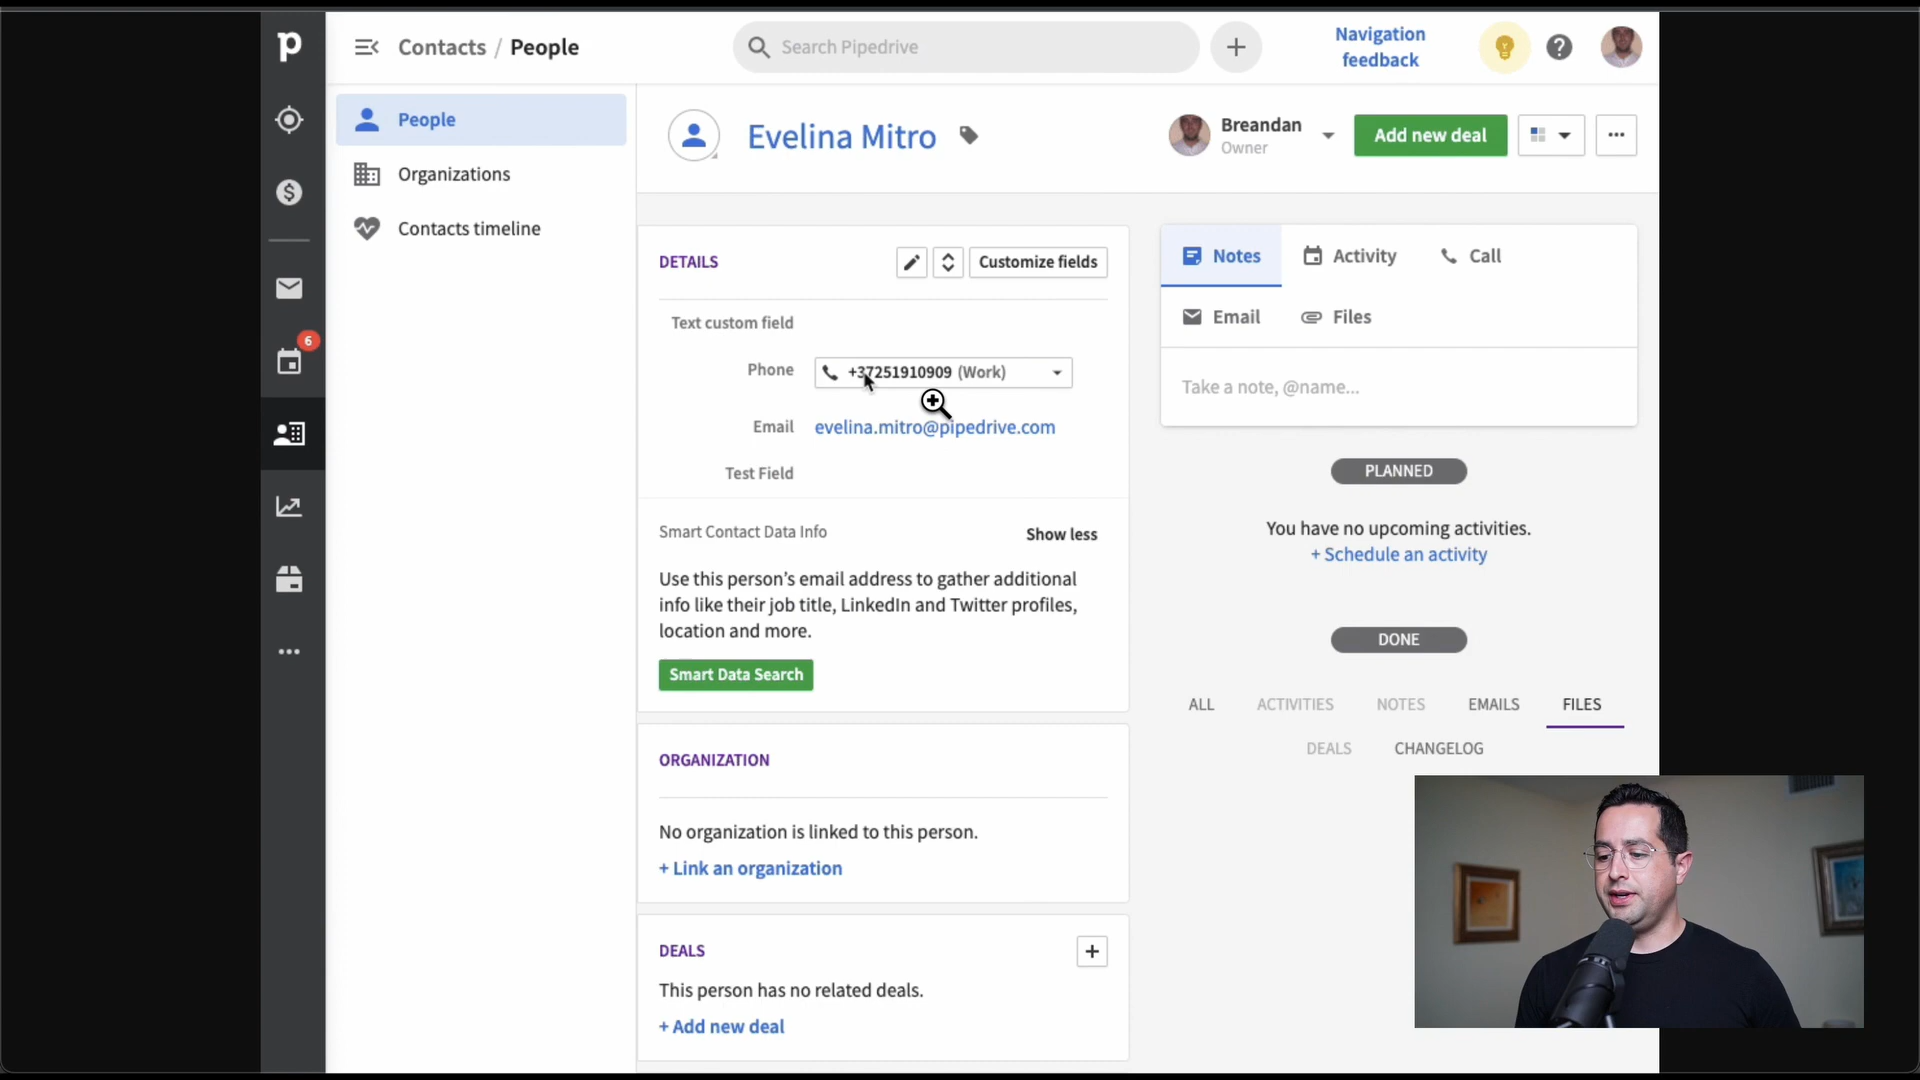 p
Contacts / People
Search Pipedrive
Navigation
feedback
People
Organizations
Contacts timeline
6
Evelina Mitro
Breandan
Owner
Add new deal
DETAILS
Customize fields
Text custom field
Phone
+37251910909 (Work)
Email
evelina.mitro@pipedrive.com
Test Field
Smart Contact Data Info
Show less
Use this person's email address to gather additional
info like their job title, LinkedIn and Twitter profiles,
location and more.
Smart Data Search
ORGANIZATION
No organization is linked to this person.
+ Link an organization
DEALS
This person has no related deals.
+ Add new deal
Notes
Activity
Call
Email
Files
Take a note, @name...
PLANNED
You have no upcoming activities.
+ Schedule an activity
DONE
ALL
ACTIVITIES
NOTES
EMAILS
FILES
DEALS
CHANGELOG